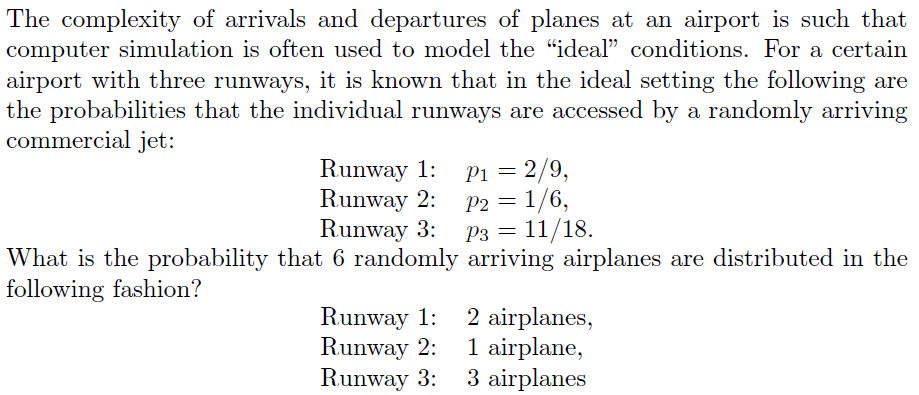 The complexity of arrivals and departures of planes at an airport is such that
computer simulation is often used to model the “ideal” conditions. For a certain
airport with three runways, it is known that in the ideal setting the following are
the probabilities that the individual runways are accessed by a randomly arriving
commercial jet:
Runway 1: p₁ = 2/9,
Runway 2: p₂ = 1/6,
Runway 3: p₃ = 11/18.
What is the probability that 6 randomly arriving airplanes are distributed in the
following fashion?
Runway 1: 2 airplanes,
Runway 2: 1 airplane,
Runway 3: 3 airplanes